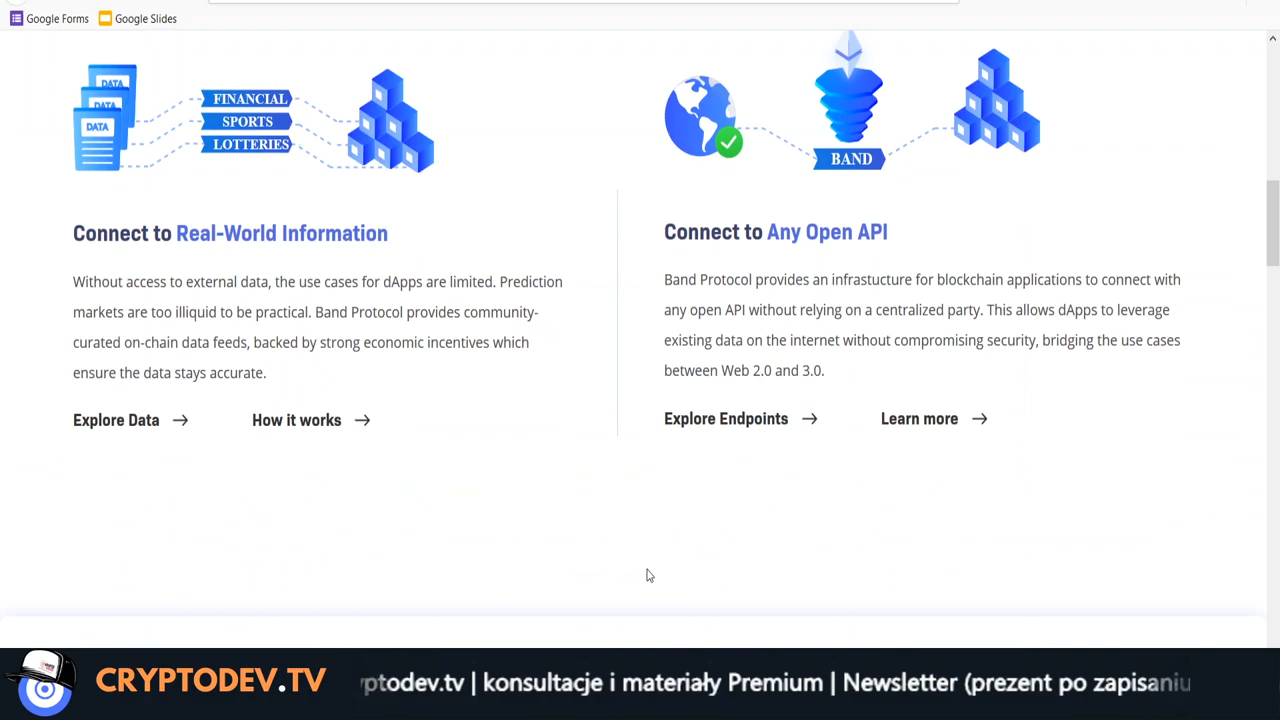 Google Forms
Google Slides
DATA
DATA
DATA
FINANCIAL
SPORTS
LOTTERIES
BAND
Connect to Real-World Information
Without access to external data, the use cases for dApps are limited. Prediction
markets are too illiquid to be practical. Band Protocol provides community-
curated on-chain data feeds, backed by strong economic incentives which
ensure the data stays accurate.
Explore Data → How it works →
Connect to Any Open API
Band Protocol provides an infrastucture for blockchain applications to connect with
any open API without relying on a centralized party. This allows dApps to leverage
existing data on the internet without compromising security, bridging the use cases
between Web 2.0 and 3.0.
Explore Endpoints → Learn more →
CRYPTODEV.TV
yptodev.tv | konsultacje i materiały Premium | Newsletter (prezent po zapisaniu